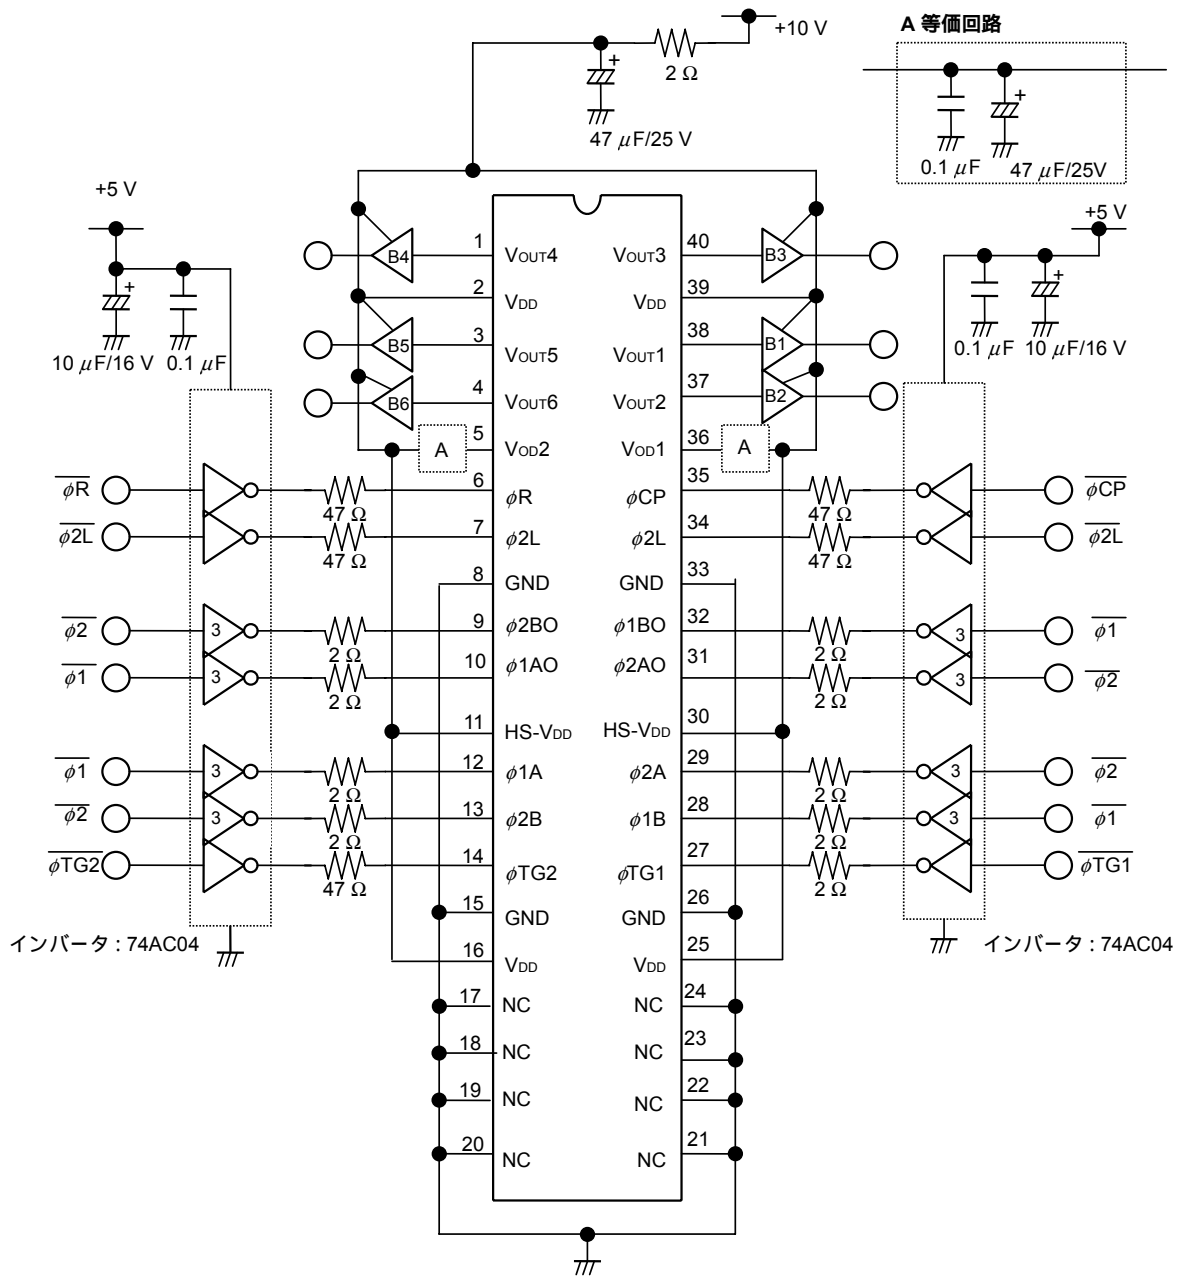 +10 V
2 Ω
+
47 μF/25 V
A 等価回路
+
0.1 μF
47 μF/25V
+5 V
+
10 μF/16 V
0.1 μF
+5 V
+
0.1 μF
10 μF/16 V
B4
1
VOUT4
VOUT3
40
B3
2
VDD
VDD
39
B5
3
VOUT5
VOUT1
38
B1
B6
4
VOUT6
VOUT2
37
B2
A
5
VOD2
VOD1
36
A
φR
47 Ω
6
φR
φCP
35
47 Ω
φCP
φ2L
47 Ω
7
φ2L
φ2L
34
47 Ω
φ2L
8
GND
GND
33
φ2
3
2 Ω
9
φ2BO
φ1BO
32
2 Ω
3
φ1
φ1
3
2 Ω
10
φ1AO
φ2AO
31
2 Ω
3
φ2
11
HS-VDD
HS-VDD
30
φ1
3
2 Ω
12
φ1A
φ2A
29
2 Ω
3
φ2
φ2
3
2 Ω
13
φ2B
φ1B
28
2 Ω
3
φ1
φTG2
47 Ω
14
φTG2
φTG1
27
2 Ω
φTG1
15
GND
GND
26
インバータ : 74AC04
インバータ : 74AC04
16
VDD
VDD
25
17
NC
NC
24
18
NC
NC
23
19
NC
NC
22
20
NC
NC
21